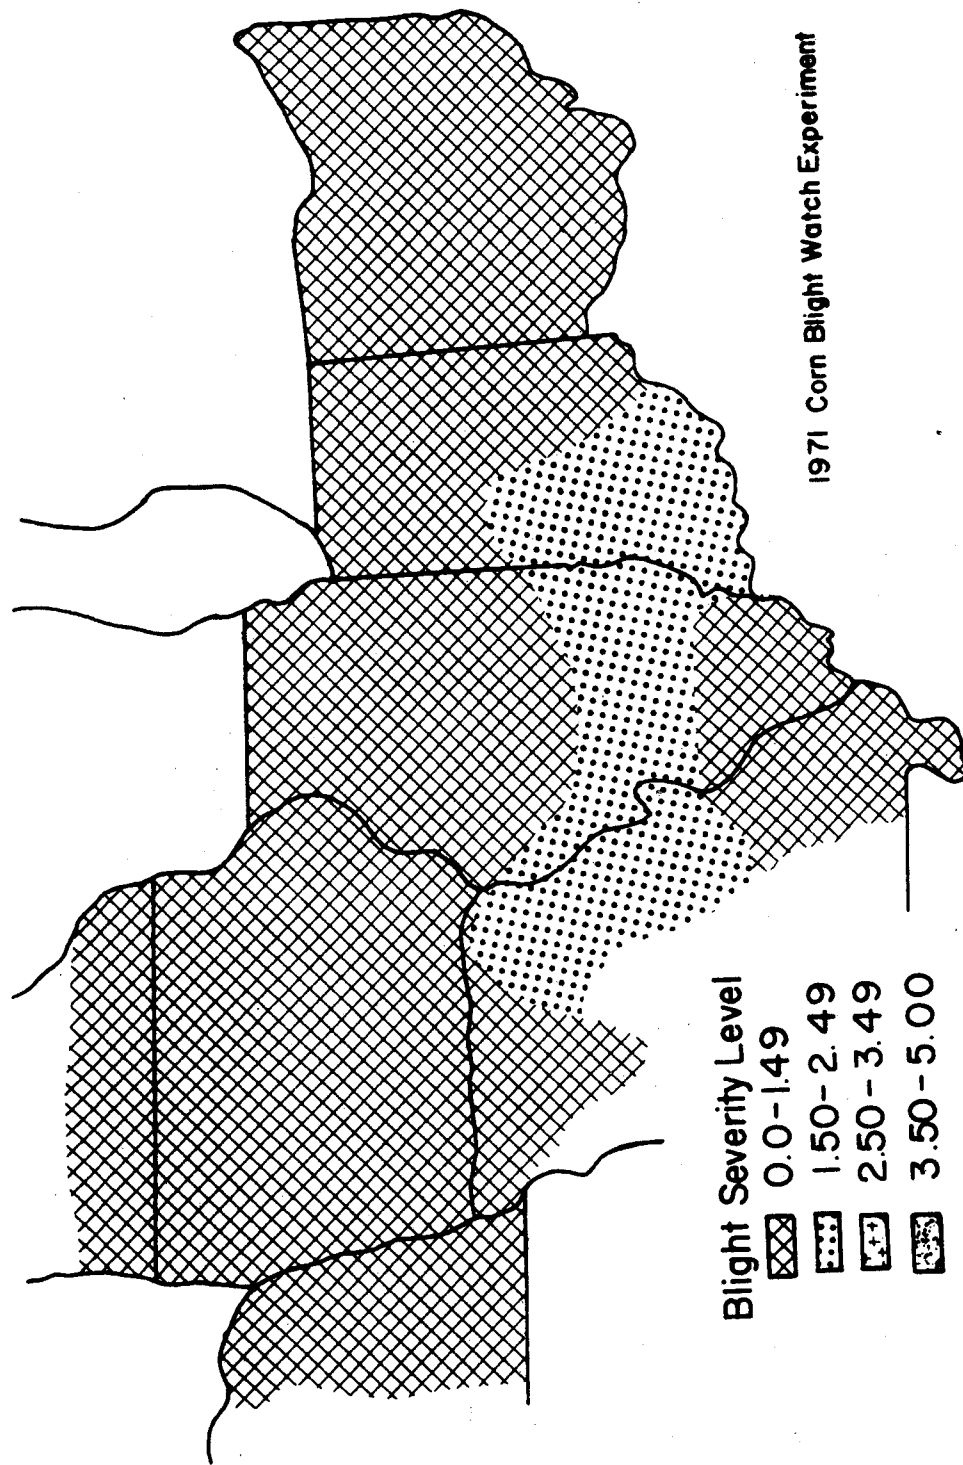 1971 Corn Blight Watch Experiment
Blight Severity Level
0.0-1.49
1.50-2.49
2.50-3.49
3.50-5.00